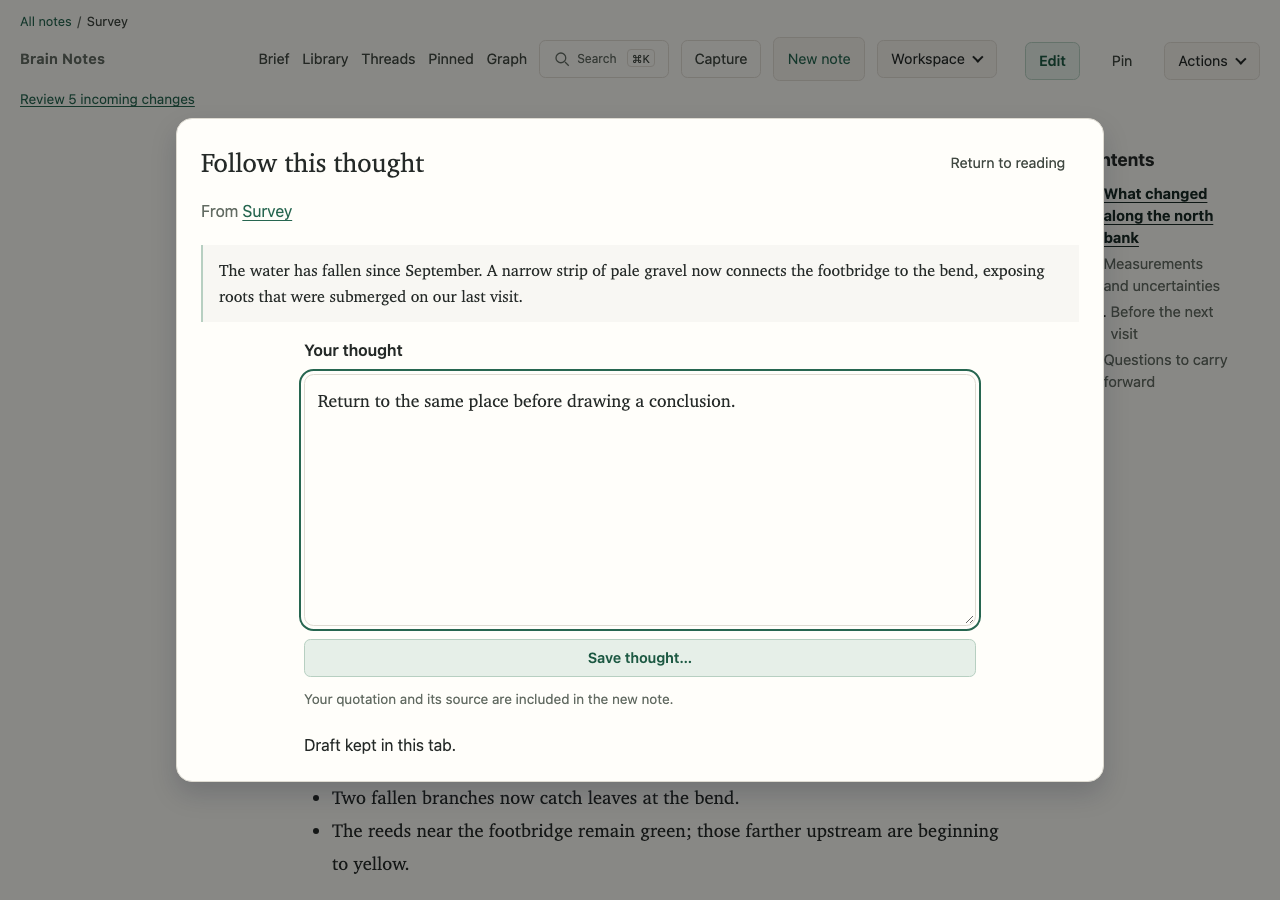 All notes / Survey
Brain Notes
Brief Library Threads Pinned Graph Search ⌘K Capture New note Workspace Edit Pin Actions
Review 5 incoming changes
Follow this thought
Return to reading
From Survey
The water has fallen since September. A narrow strip of pale gravel now connects the footbridge to the bend, exposing
roots that were submerged on our last visit.
Your thought
Return to the same place before drawing a conclusion.
Save thought...
Your quotation and its source are included in the new note.
Draft kept in this tab.
What changed
along the north
bank
Measurements
and uncertainties
Before the next
visit
Questions to carry
forward
• Two fallen branches now catch leaves at the bend.
• The reeds near the footbridge remain green; those farther upstream are beginning
to yellow.